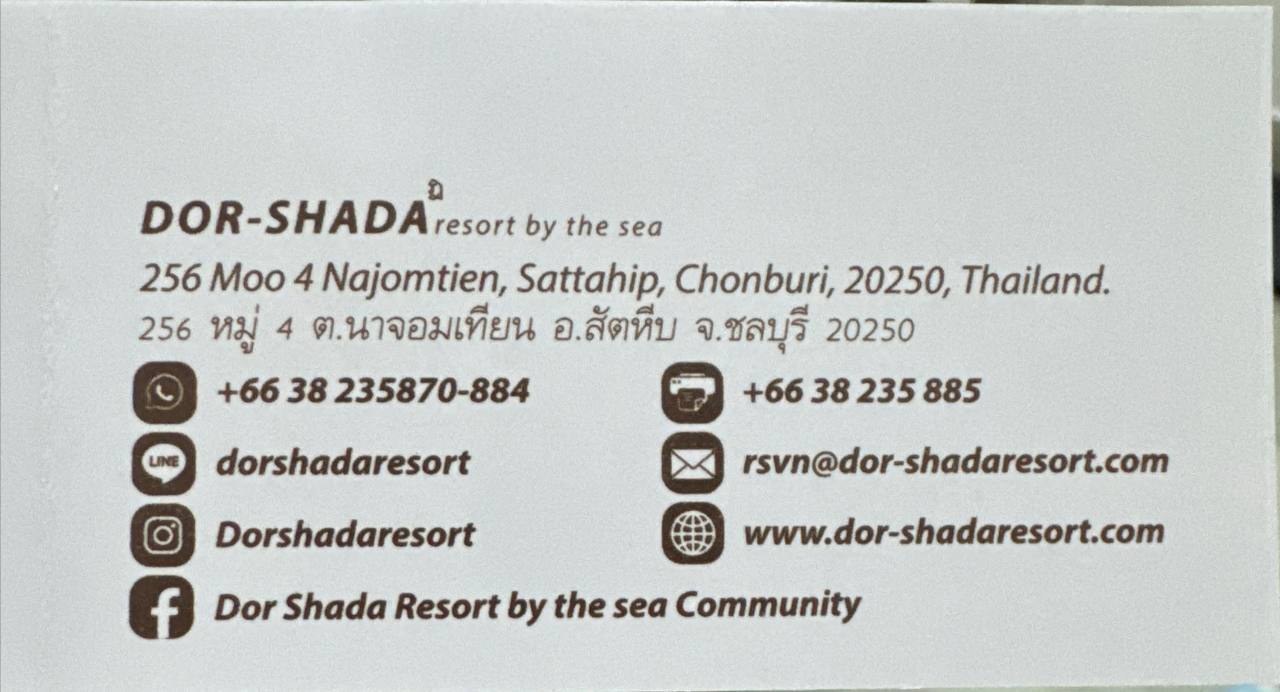 DOR-SHADA resort by the sea
256 Moo 4 Najomtien, Sattahip, Chonburi, 20250, Thailand.
256 หมู่ 4 ต.นาจอมเทียน อ.สัตหีบ จ.ชลบุรี 20250
+66 38 235870-884
+66 38 235 885
LINE dorshadaresort
rsvn@dor-shadaresort.com
Dorshadaresort
www.dor-shadaresort.com
f Dor Shada Resort by the sea Community